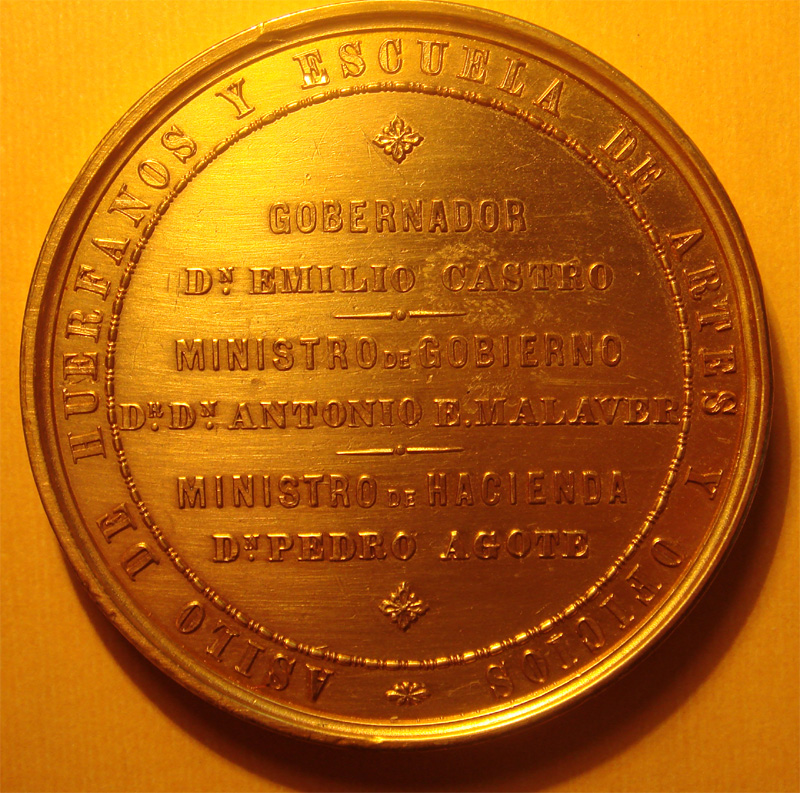 ASILO DE HUERFANOS Y ESCUELA DE ARTES Y OFICIOS
GOBERNADOR
Dᴺ. EMILIO CASTRO
MINISTRO DE GOBIERNO
Dᴿ. Dᴺ. ANTONIO E. MALAVER
MINISTRO DE HACIENDA
Dᴺ. PEDRO AGOTE